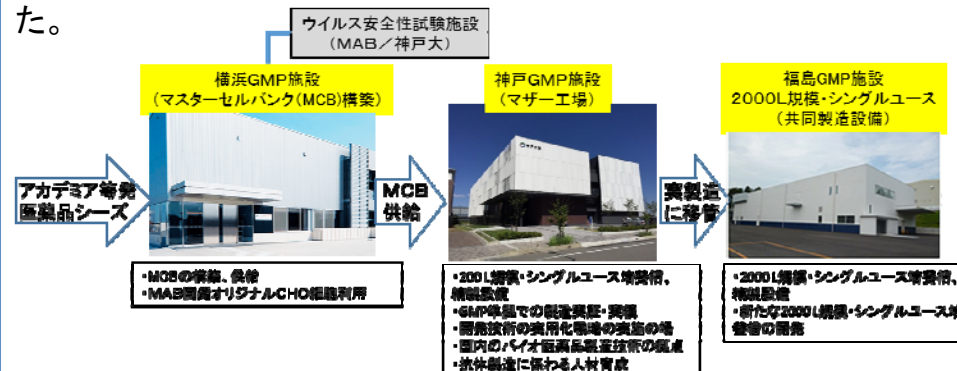 た。
ウイルス安全性試験施設
(MAB/神戸大)
横浜GMP施設
(マスターセルバンク(MCB)構築)
神戸GMP施設
(マザー工場)
福島GMP施設
2000L規模・シングルユース
(共同製造設備)
アカデミア等発
医薬品シーズ
MCB
供給
実製造
に移管
・MCBの構築、供給
・MAB開発オリジナルCHO細胞利用
・200L規模・シングルユース培養槽、
精製設備
・GMP準拠での製造実証・実績
・開発技術の実用化戦略の実施の場
・国内のバイオ医薬品製造技術の拠点
・抗体製造に係わる人材育成
・2000L規模・シングルユース培養槽、
精製設備
・新たな2000L規模・シングルユース培
養槽の開発